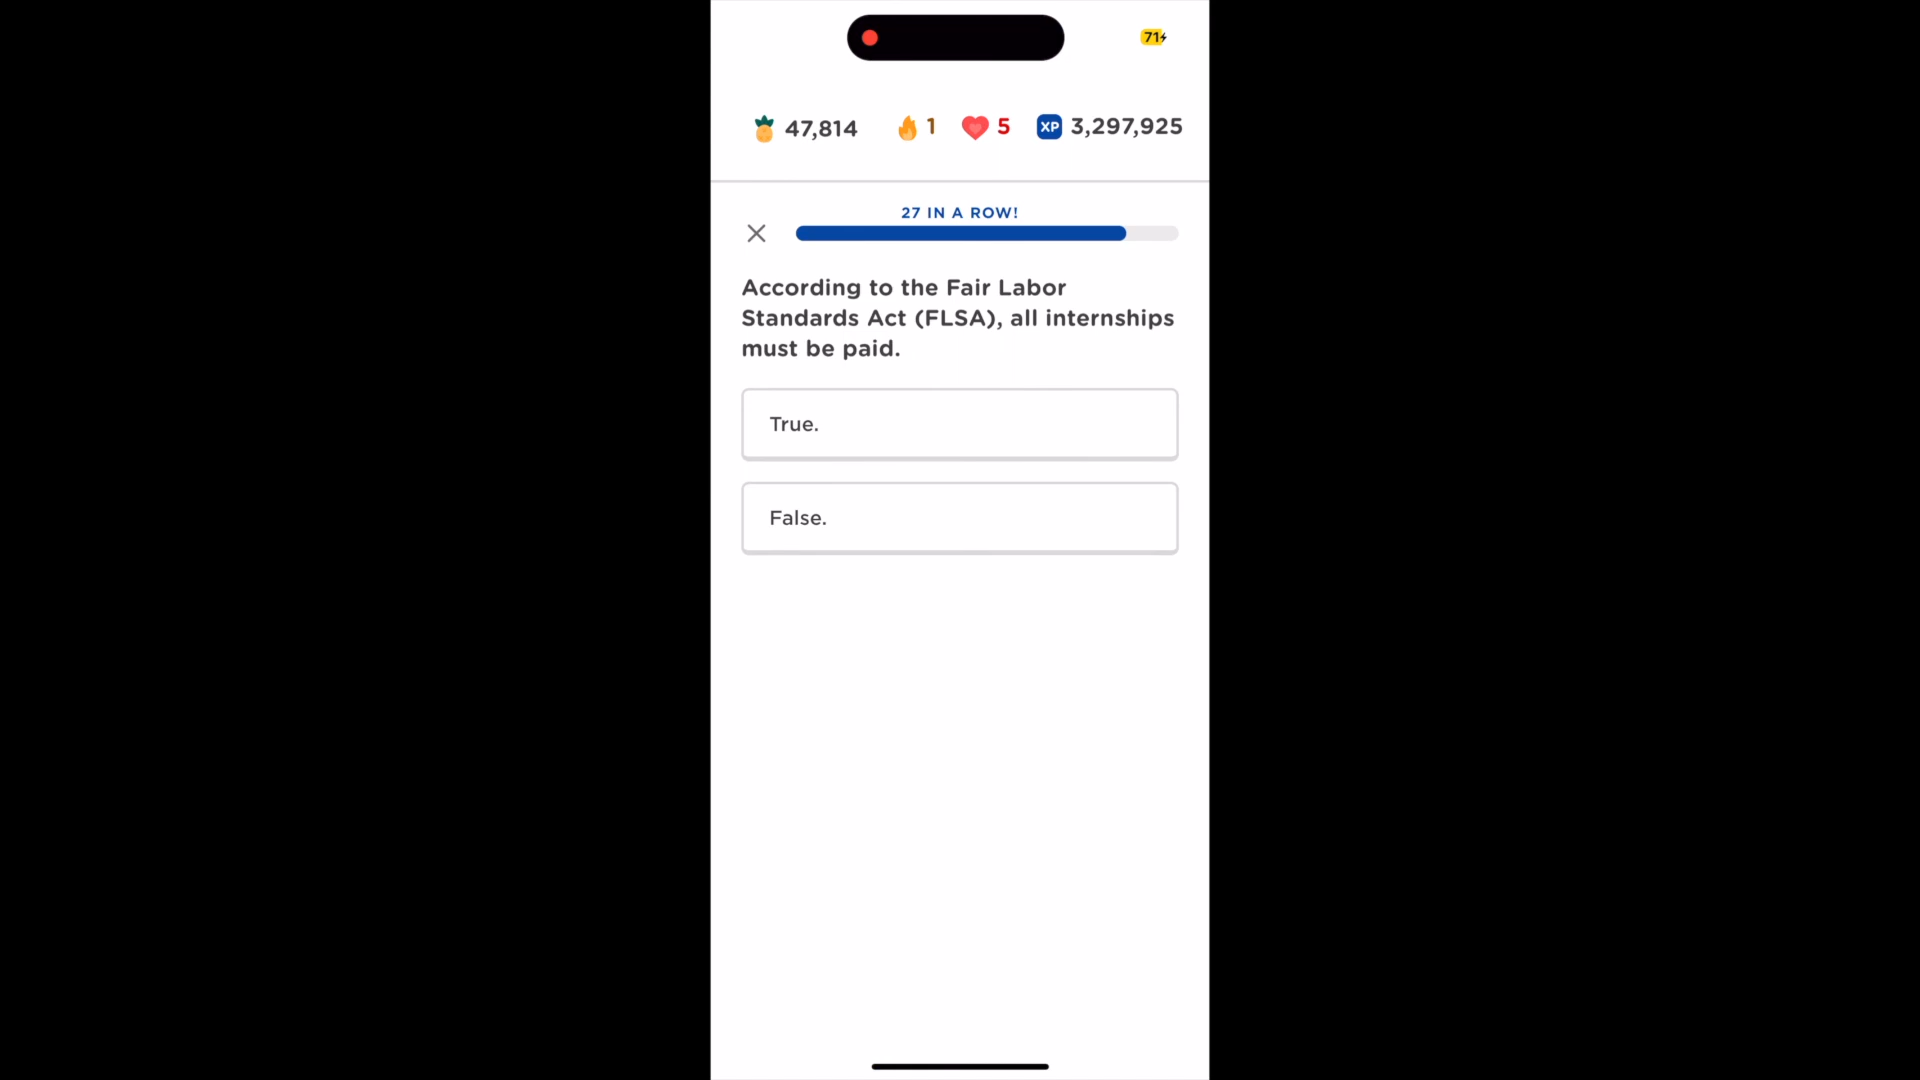 71
47,814 1 5 XP 3,297,925
27 IN A ROW!
According to the Fair Labor
Standards Act (FLSA), all internships
must be paid.
True.
False.